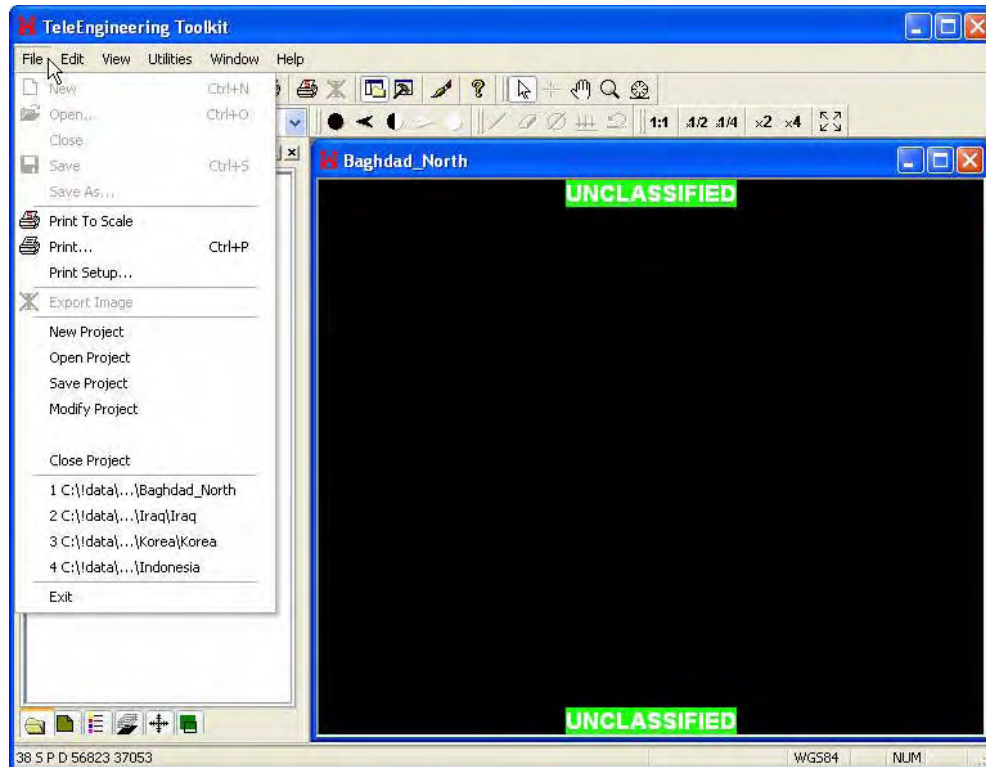 TeleEngineering Toolkit
File Edit View Utilities Window Help
New Ctrl+N
Open... Ctrl+O
Close
Save Ctrl+S
Save As...
Print To Scale
Print... Ctrl+P
Print Setup...
Export Image
New Project
Open Project
Save Project
Modify Project
Close Project
1 C:\!data\...\Baghdad_North
2 C:\!data\...\Iraq\Iraq
3 C:\!data\...\Korea\Korea
4 C:\!data\...\Indonesia
Exit
1:1 .1/2 .1/4 ×2 ×4
Baghdad_North
UNCLASSIFIED
UNCLASSIFIED
38 S P D 56823 37053 WGS84 NUM